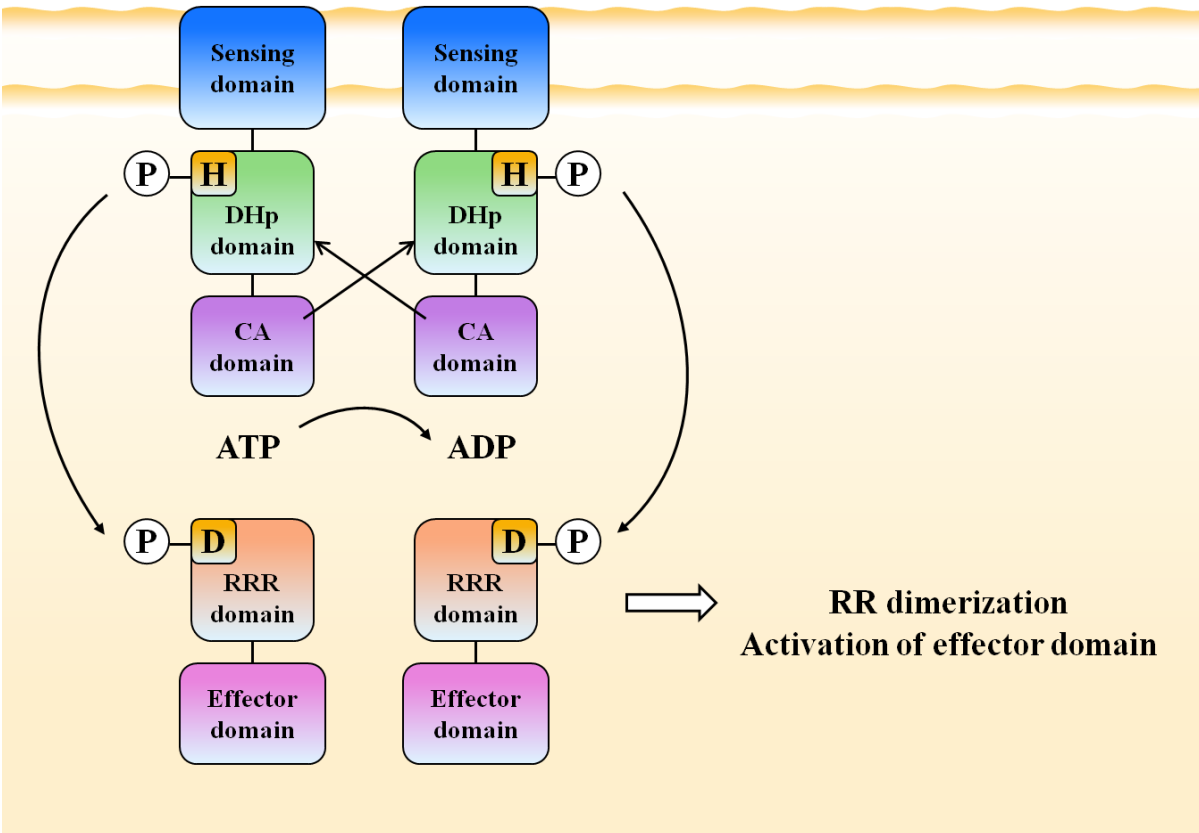 Sensing
domain
Sensing
domain
P
H
H
P
DHp
domain
DHp
domain
CA
domain
CA
domain
ATP
ADP
P
D
D
P
RRR
domain
RRR
domain
RR dimerization
Activation of effector domain
Effector
domain
Effector
domain